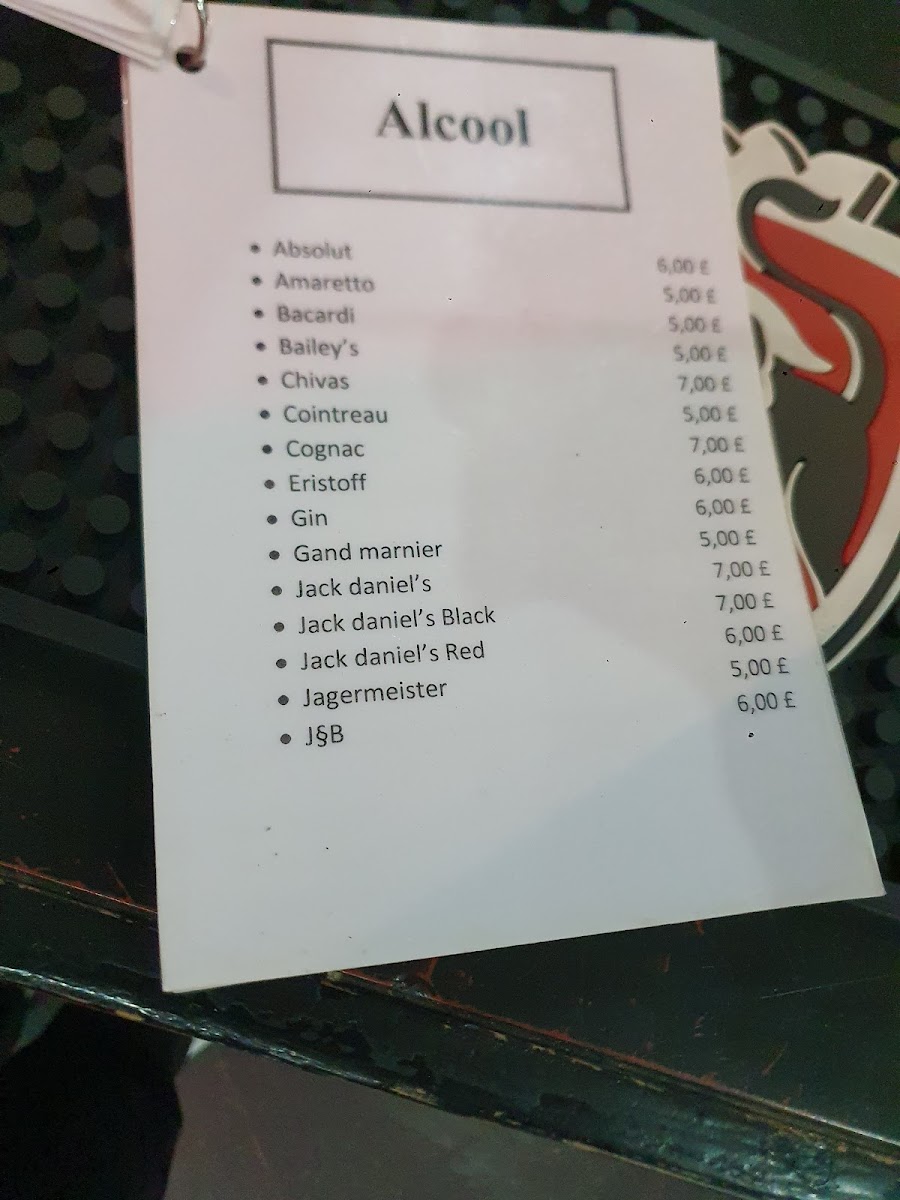 Alcool
• Absolut 6,00 £
• Amaretto 5,00 £
• Bacardi 5,00 £
• Bailey's 5,00 £
• Chivas 7,00 £
• Cointreau 5,00 £
• Cognac 7,00 £
• Eristoff 6,00 £
• Gin 6,00 £
• Gand marnier 5,00 £
• Jack daniel's 7,00 £
• Jack daniel's Black 7,00 £
• Jack daniel's Red 6,00 £
• Jagermeister 5,00 £
• J§B 6,00 £